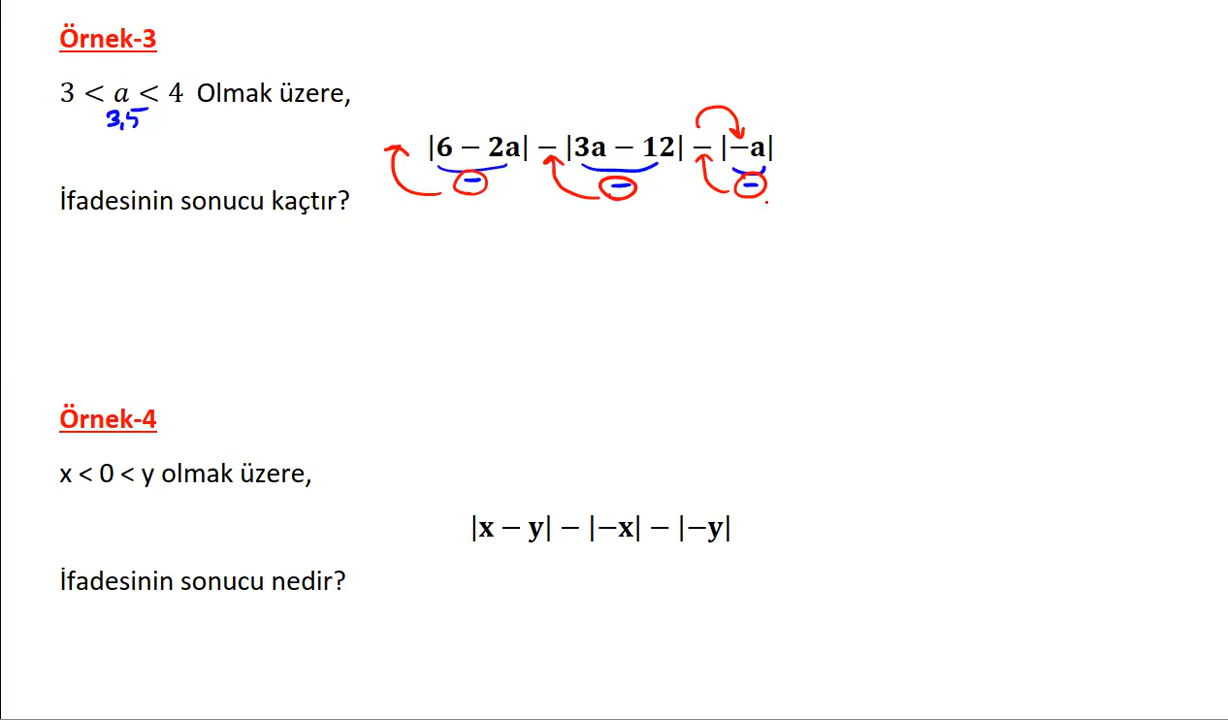 Örnek-3
3 < a < 4 Olmak üzere,
3,5
|6 − 2a| − |3a − 12| − |−a|
− − −
İfadesinin sonucu kaçtır?
Örnek-4
x < 0 < y olmak üzere,
|x − y| − |−x| − |−y|
İfadesinin sonucu nedir?